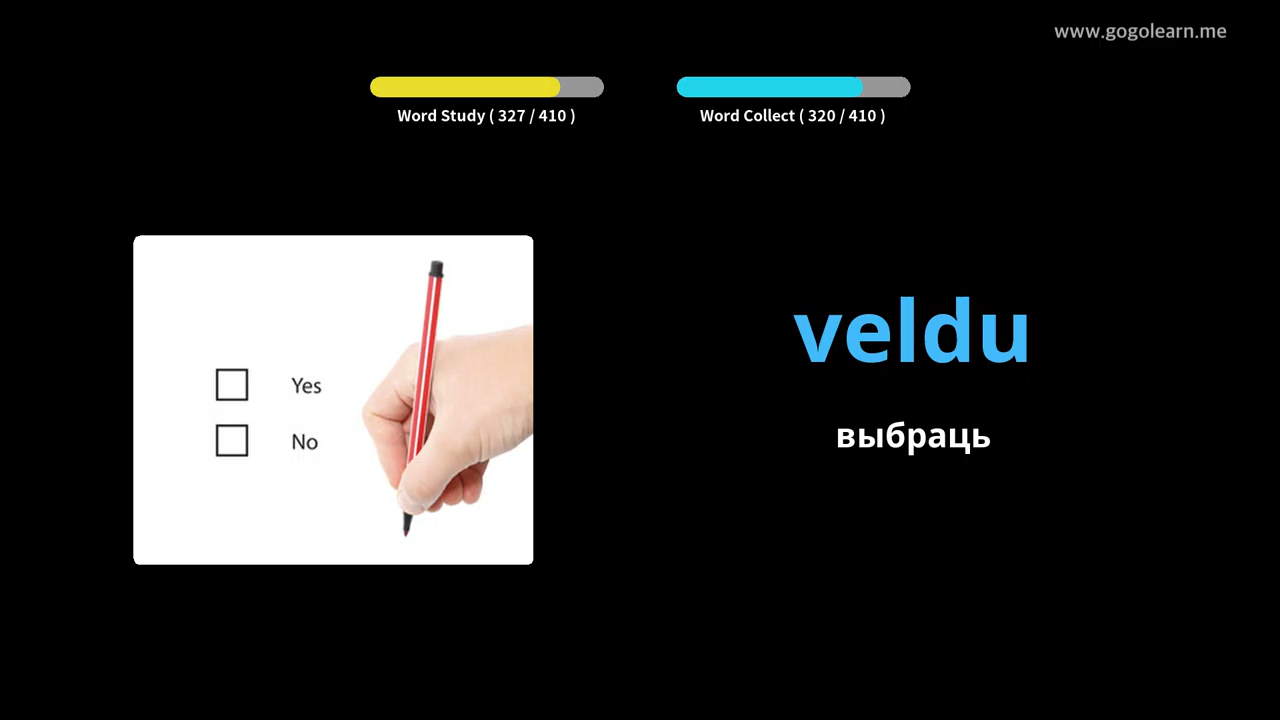 www.gogolearn.me
Word Study ( 327 / 410 )
Word Collect ( 320 / 410 )
Yes
No
veldu
выбраць